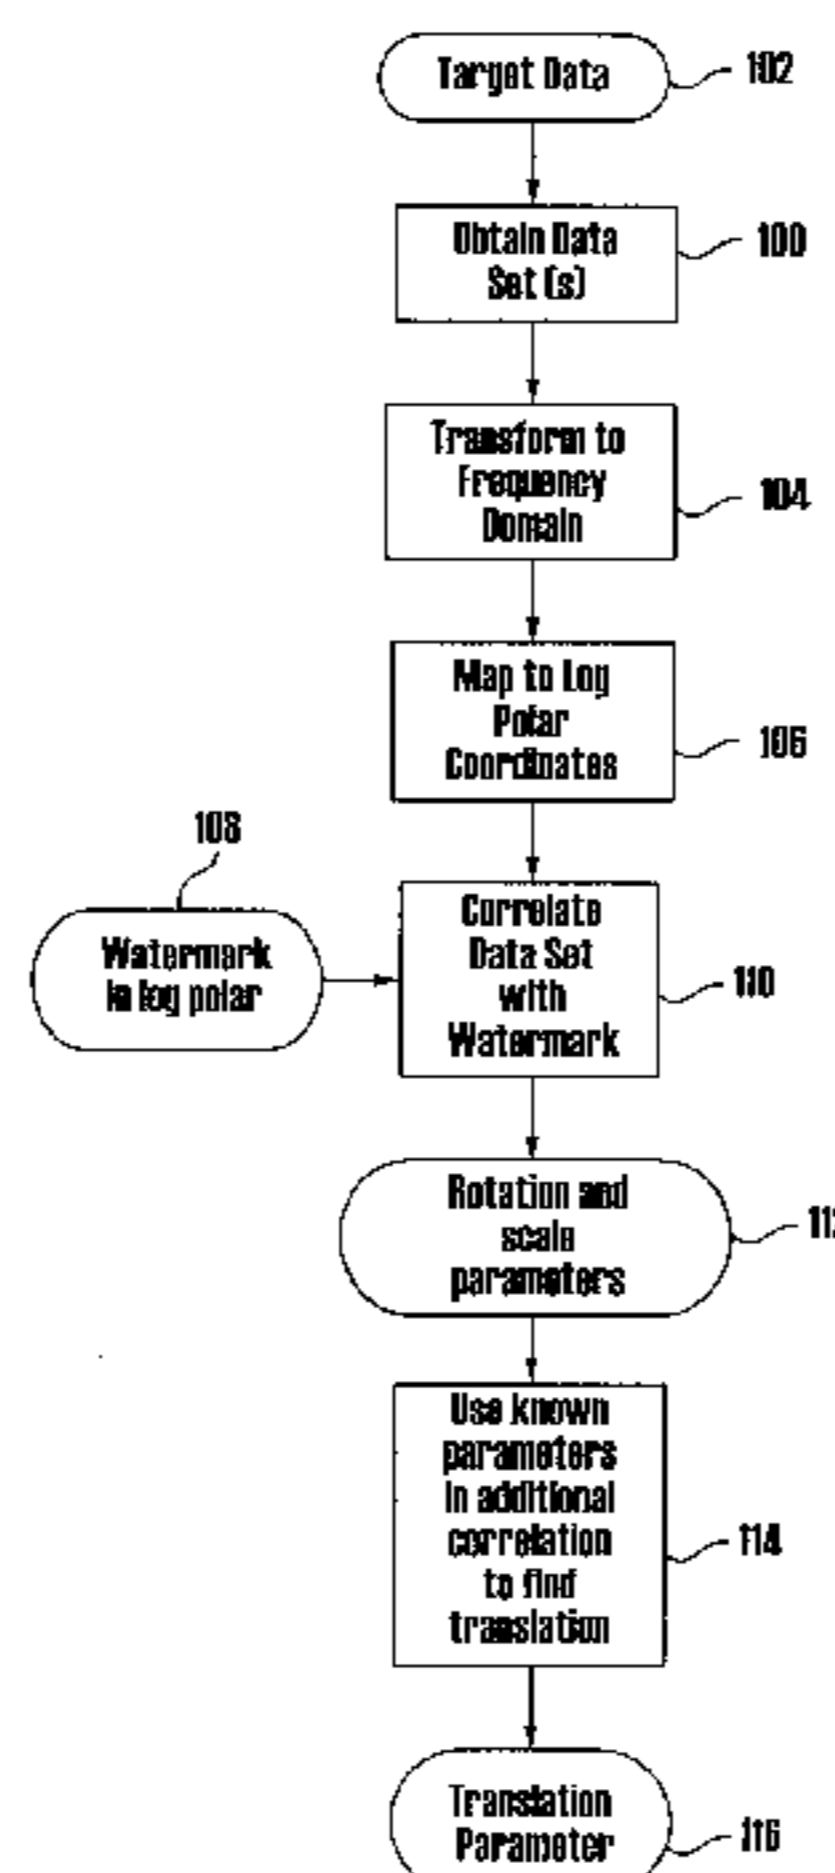 Target Data
102
Obtain Data
Set (s)
100
Transform to
Frequency
Domain
104
Map to Log
Polar
Coordinates
106
108
Watermark
in log polar
Correlate
Data Set
with
Watermark
110
Rotation and
scale
parameters
Use known
parameters
in additional
correlation
to find
translation
114
Translation
Parameter
116